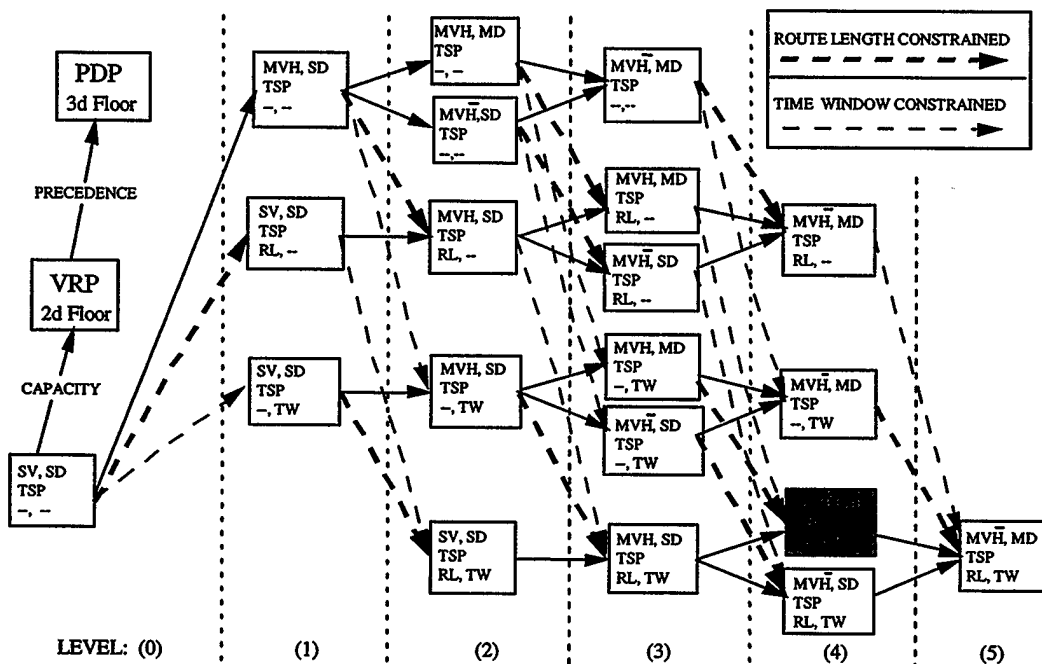 PDP
3d Floor
PRECEDENCE
VRP
2d Floor
CAPACITY
SV, SD
TSP
–, --
MVH, SD
TSP
–, --
SV, SD
TSP
RL, --
SV, SD
TSP
–, TW
MVH, MD
TSP
–, --
MVH̅, SD
TSP
--,--
MVH, SD
TSP
RL, --
MVH, SD
TSP
–, TW
SV, SD
TSP
RL, TW
MVH̅, MD
TSP
–,--
MVH, MD
TSP
RL, --
MVH̅, SD
TSP
RL, --
MVH, MD
TSP
–, TW
MVH̅, SD
TSP
–, TW
MVH, SD
TSP
RL, TW
MVH̅, MD
TSP
RL, --
MVH̅, MD
TSP
–, TW
MVH̅, SD
TSP
RL, TW
MVH̅, MD
TSP
RL, TW
ROUTE LENGTH CONSTRAINED
TIME WINDOW CONSTRAINED
LEVEL: (0) (1) (2) (3) (4) (5)